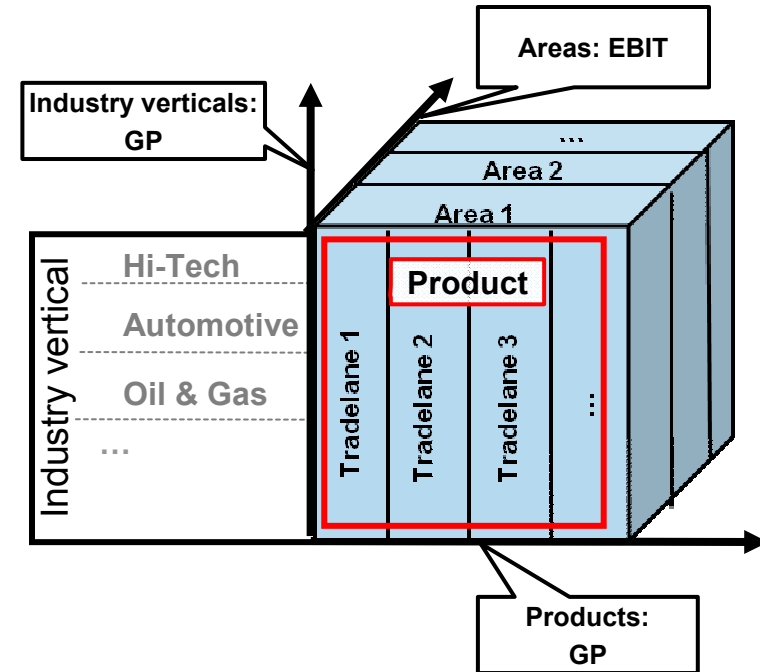 Areas: EBIT
Industry verticals:
GP
...
Area 2
Area 1
Industry vertical
Hi-Tech
Automotive
Oil & Gas
...
Product
Tradelane 1
Tradelane 2
Tradelane 3
...
Products:
GP